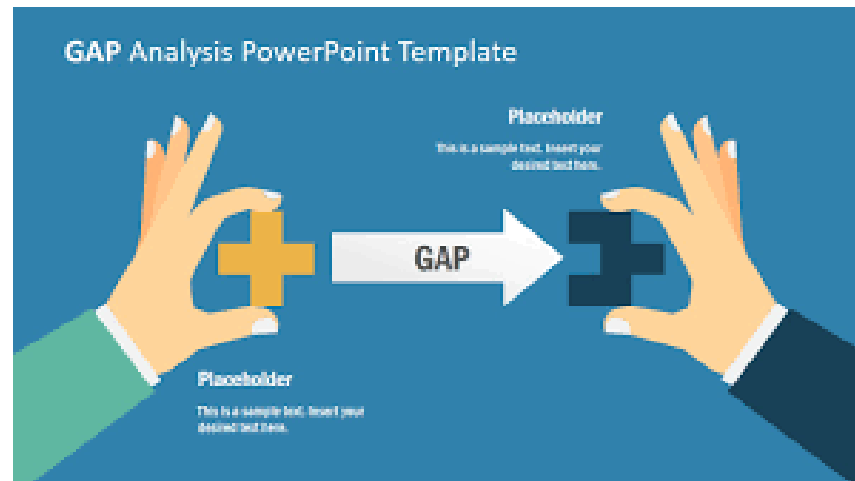 GAP Analysis PowerPoint Template
Placeholder
This is a sample text. Insert your
desired text here.
GAP
Placeholder
This is a sample text. Insert your
desired text here.